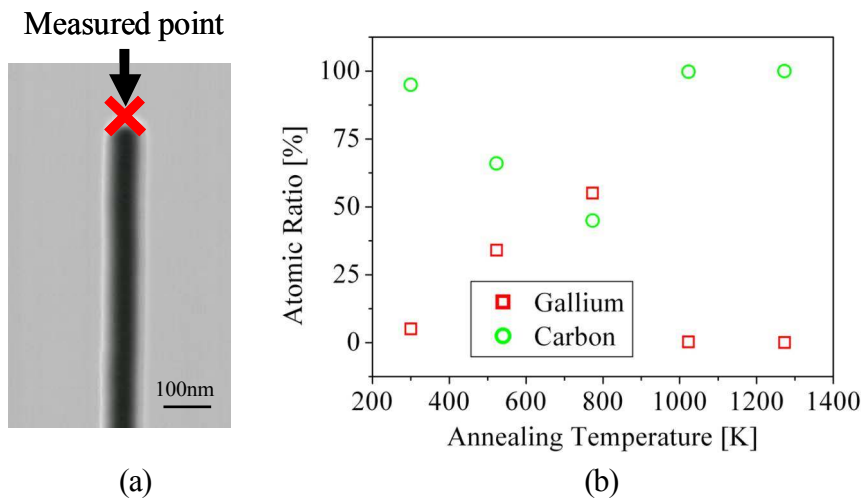 Measured point
100nm
(a)
Atomic Ratio [%]
100
75
50
25
0
Gallium
Carbon
200 400 600 800 1000 1200 1400
Annealing Temperature [K]
(b)